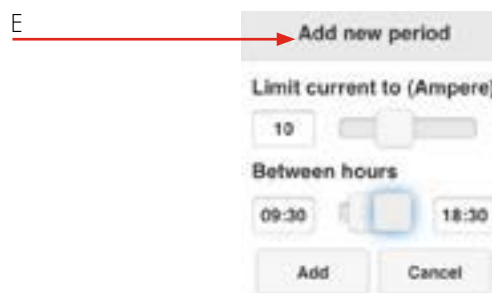 E
Add new period
Limit current to (Ampere)
10
Between hours
09:30 18:30
Add Cancel